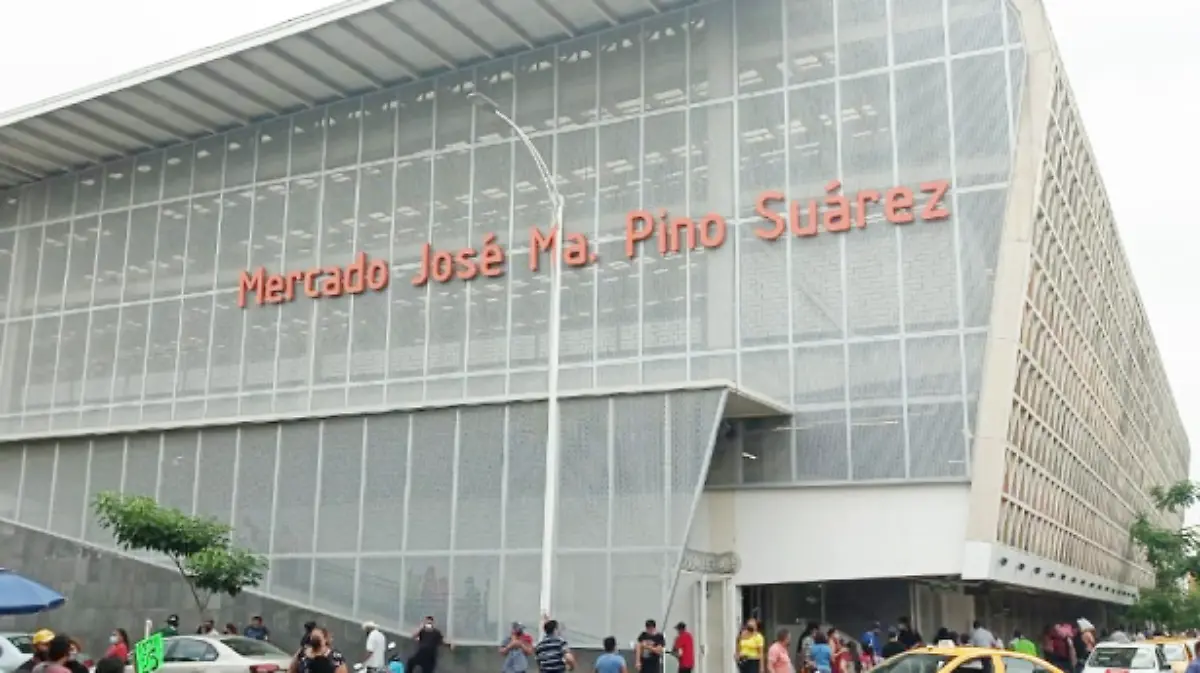 Mercado José Ma. Pino Suárez